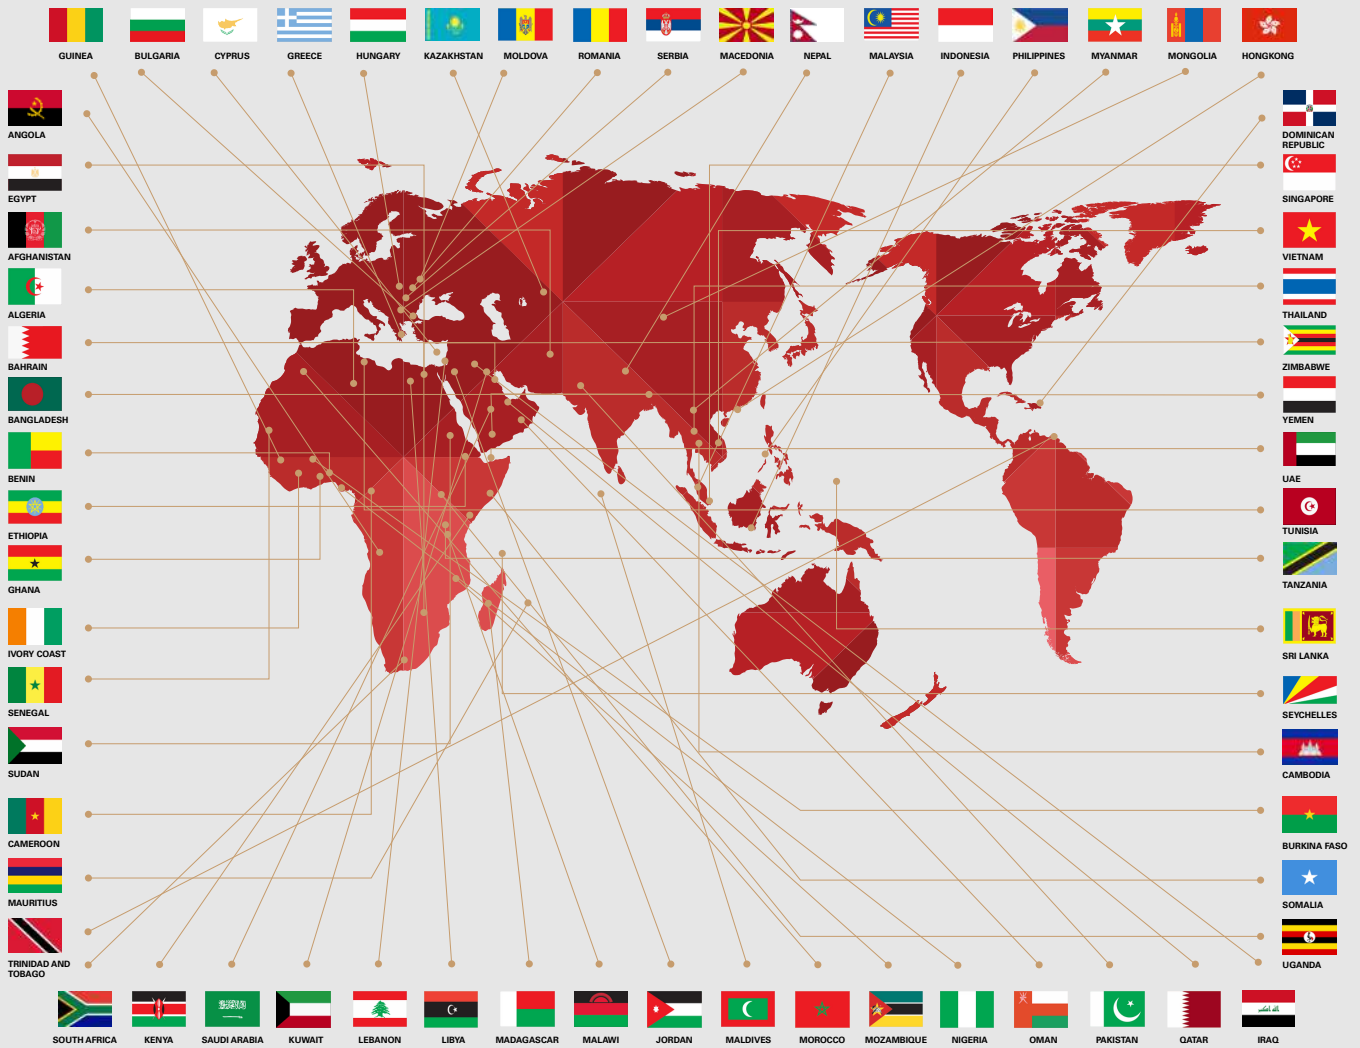 GUINEA
BULGARIA
CYPRUS
GREECE
HUNGARY
KAZAKHSTAN
MOLDOVA
ROMANIA
SERBIA
MACEDONIA
NEPAL
MALAYSIA
INDONESIA
PHILIPPINES
MYANMAR
MONGOLIA
HONGKONG
ANGOLA
EGYPT
AFGHANISTAN
ALGERIA
BAHRAIN
BANGLADESH
BENIN
ETHIOPIA
GHANA
IVORY COAST
SENEGAL
SUDAN
CAMEROON
MAURITIUS
TRINIDAD AND
TOBAGO
DOMINICAN
REPUBLIC
SINGAPORE
VIETNAM
THAILAND
ZIMBABWE
YEMEN
UAE
TUNISIA
TANZANIA
SRI LANKA
SEYCHELLES
CAMBODIA
BURKINA FASO
SOMALIA
UGANDA
SOUTH AFRICA
KENYA
SAUDI ARABIA
KUWAIT
LEBANON
LIBYA
MADAGASCAR
MALAWI
JORDAN
MALDIVES
MOROCCO
MOZAMBIQUE
NIGERIA
OMAN
PAKISTAN
QATAR
IRAQ